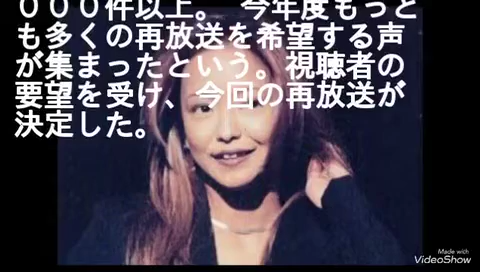 ０００件以上。　今年度もっと
も多くの再放送を希望する声
が集まったという。視聴者の
要望を受け、今回の再放送が
決定した。
Made with
VideoShow